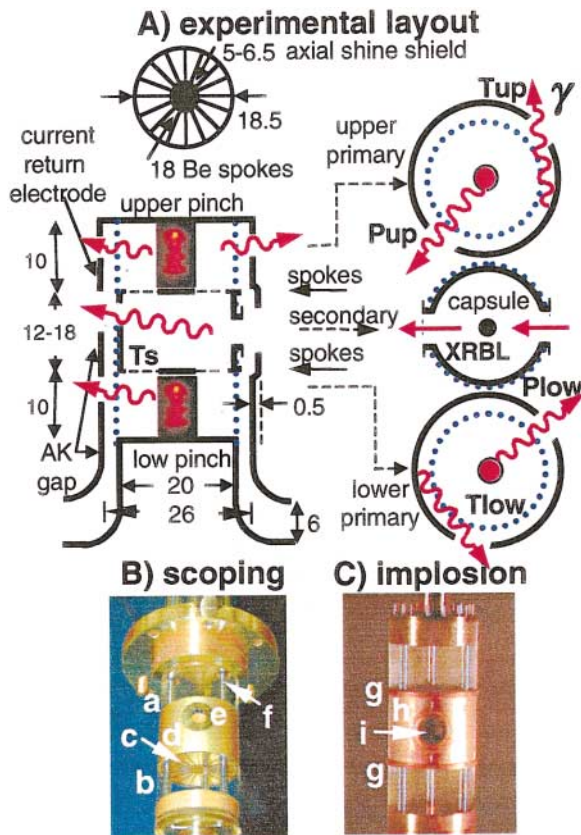 A) experimental layout
5-6.5 axial shine shield
18.5
18 Be spokes
current
return
electrode
upper pinch
10
12-18
10
Ts
AK
gap
low pinch
20
26
6
0.5
spokes
secondary
spokes
upper
primary
Tup
γ
Pup
capsule
XRBL
Plow
lower
primary
Tlow
B) scoping
a
f
e
d
c
b
C) implosion
g
h
i
g